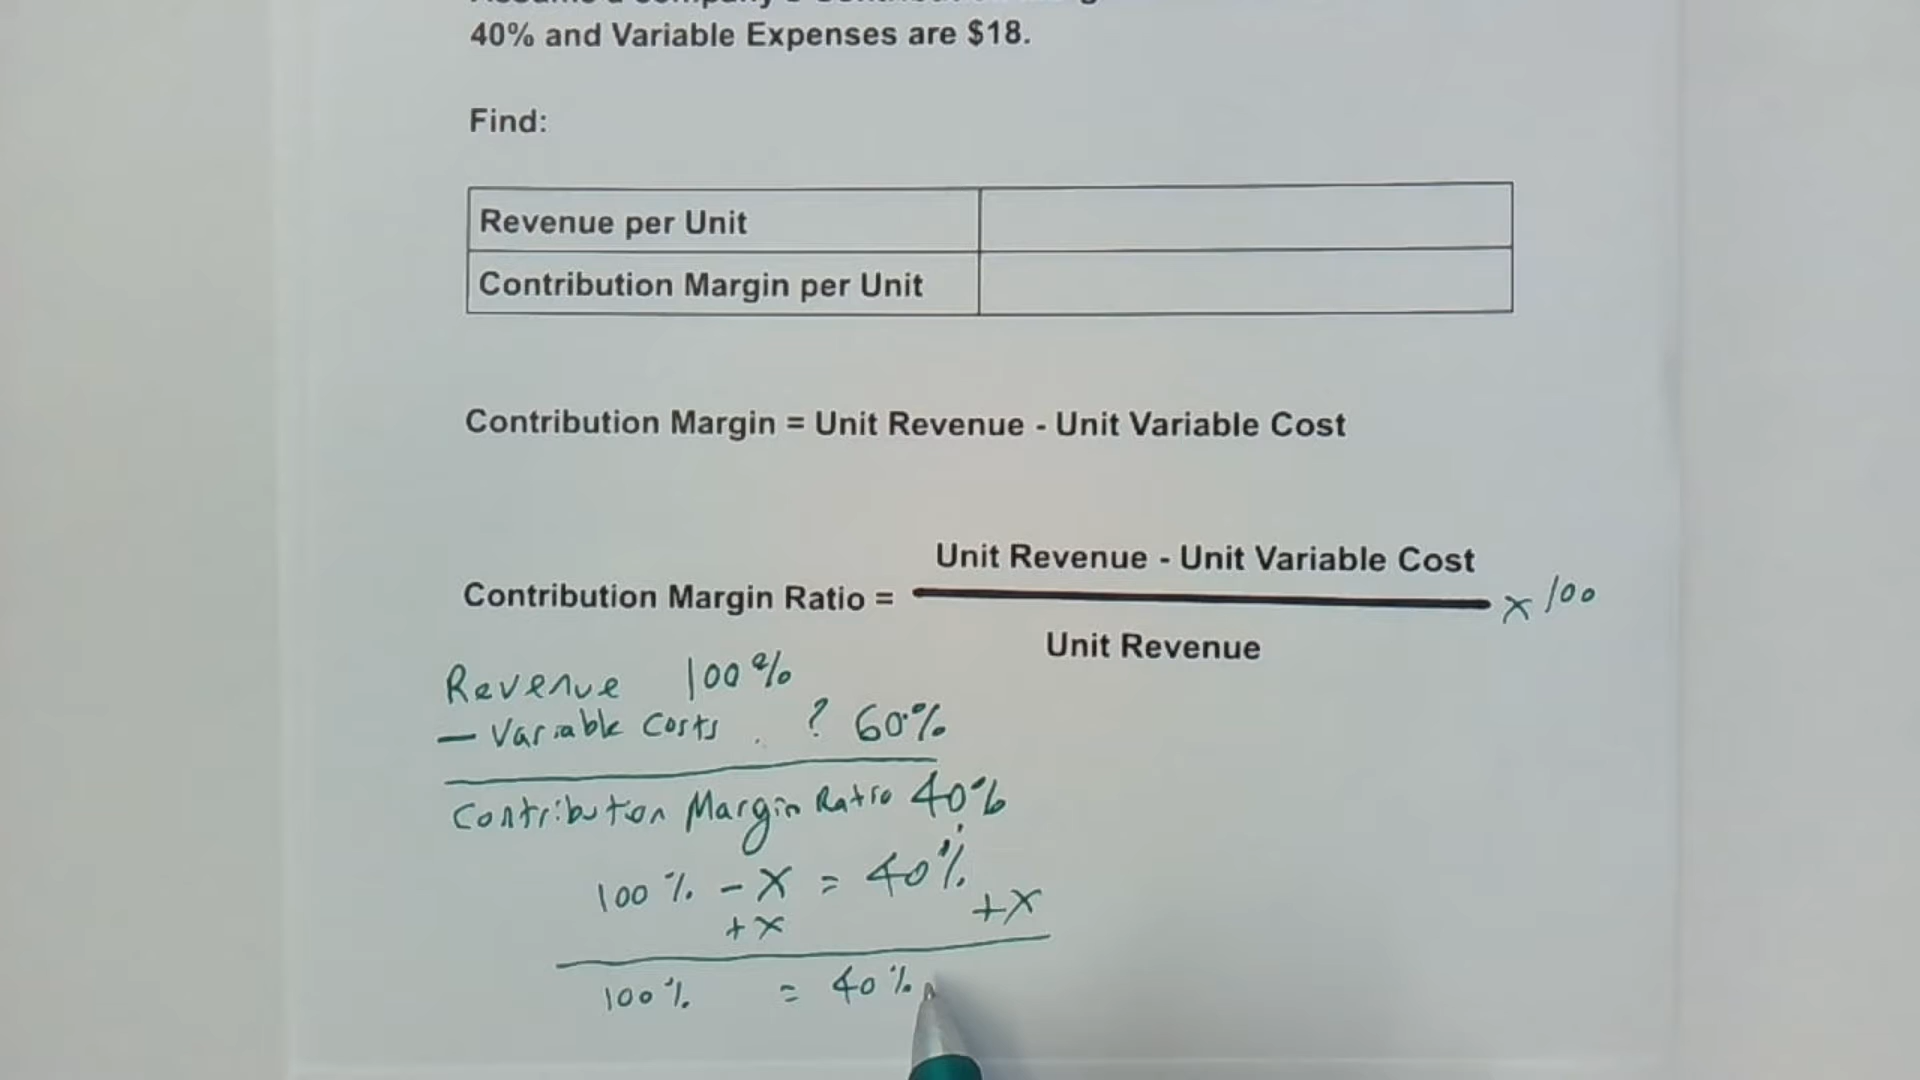 40% and Variable Expenses are $18.
Find:
Revenue per Unit
Contribution Margin per Unit
Contribution Margin = Unit Revenue - Unit Variable Cost
Unit Revenue - Unit Variable Cost
Contribution Margin Ratio = x 100
Unit Revenue
Revenue 100%
- Variable Costs ? 60%
Contribution Margin Ratio 40%
100% - X = 40%
+X +X
100% = 40%